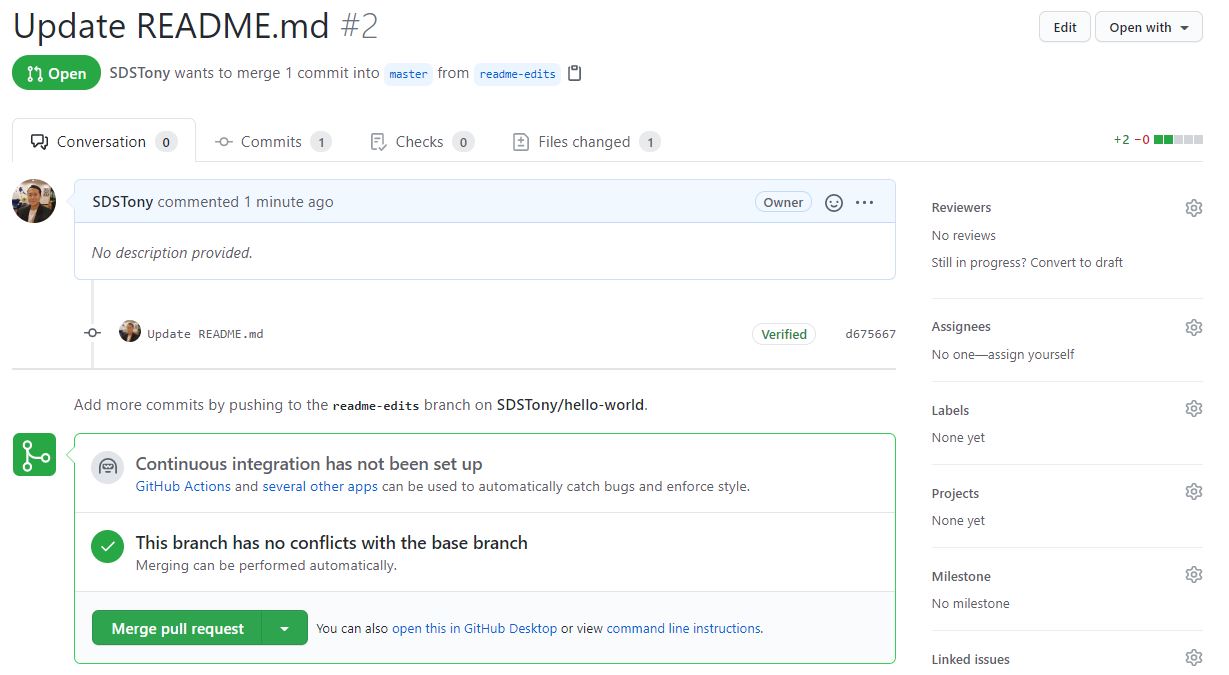 Update README.md #2
Edit
Open with
Open
SDSTony wants to merge 1 commit into master from readme-edits
Conversation 0
Commits 1
Checks 0
Files changed 1
+2 −0
SDSTony commented 1 minute ago
Owner
No description provided.
Update README.md
Verified
d675667
Add more commits by pushing to the readme-edits branch on SDSTony/hello-world.
Continuous integration has not been set up
GitHub Actions and several other apps can be used to automatically catch bugs and enforce style.
This branch has no conflicts with the base branch
Merging can be performed automatically.
Merge pull request
You can also open this in GitHub Desktop or view command line instructions.
Reviewers
No reviews
Still in progress? Convert to draft
Assignees
No one—assign yourself
Labels
None yet
Projects
None yet
Milestone
No milestone
Linked issues